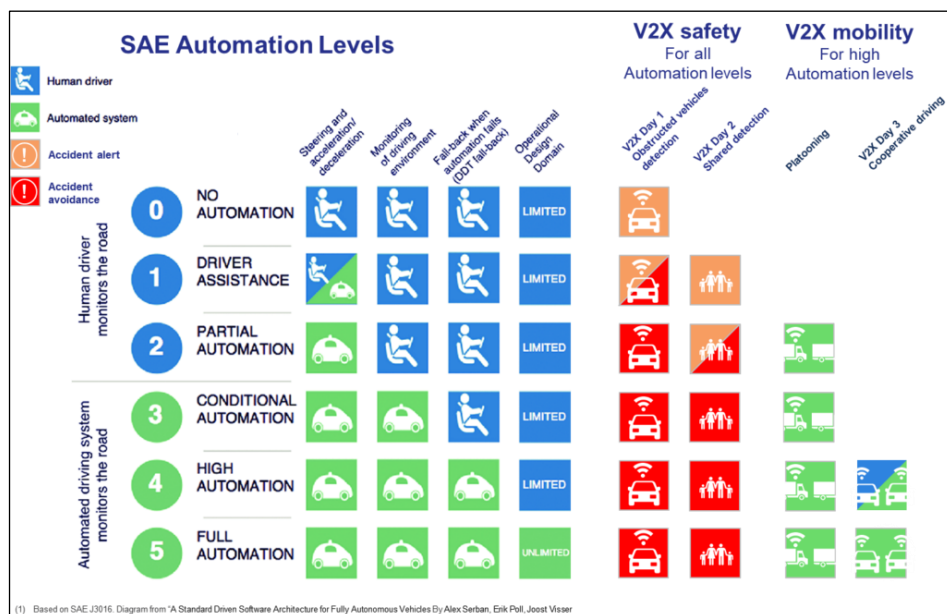 SAE Automation Levels
V2X safety
For all
Automation levels
V2X mobility
For high
Automation levels
Human driver
Automated system
Accident alert
Accident
avoidance
Steering and
acceleration/
deceleration
Monitoring
of driving
environment
Fall-back when
automation fails
(DDT fall-back)
Operational
Design
Domain
V2X Day 1
Obstructed vehicles
detection
V2X Day 2
Shared detection
Platooning
V2X Day 3
Cooperative driving
Human driver
monitors the road
0
NO
AUTOMATION
LIMITED
1
DRIVER
ASSISTANCE
LIMITED
2
PARTIAL
AUTOMATION
LIMITED
Automated driving system
monitors the road
3
CONDITIONAL
AUTOMATION
LIMITED
4
HIGH
AUTOMATION
LIMITED
5
FULL
AUTOMATION
UNLIMITED
(1) Based on SAE J3016. Diagram from "A Standard Driven Software Architecture for Fully Autonomous Vehicles By Alex Serban, Erik Poll, Joost Visser